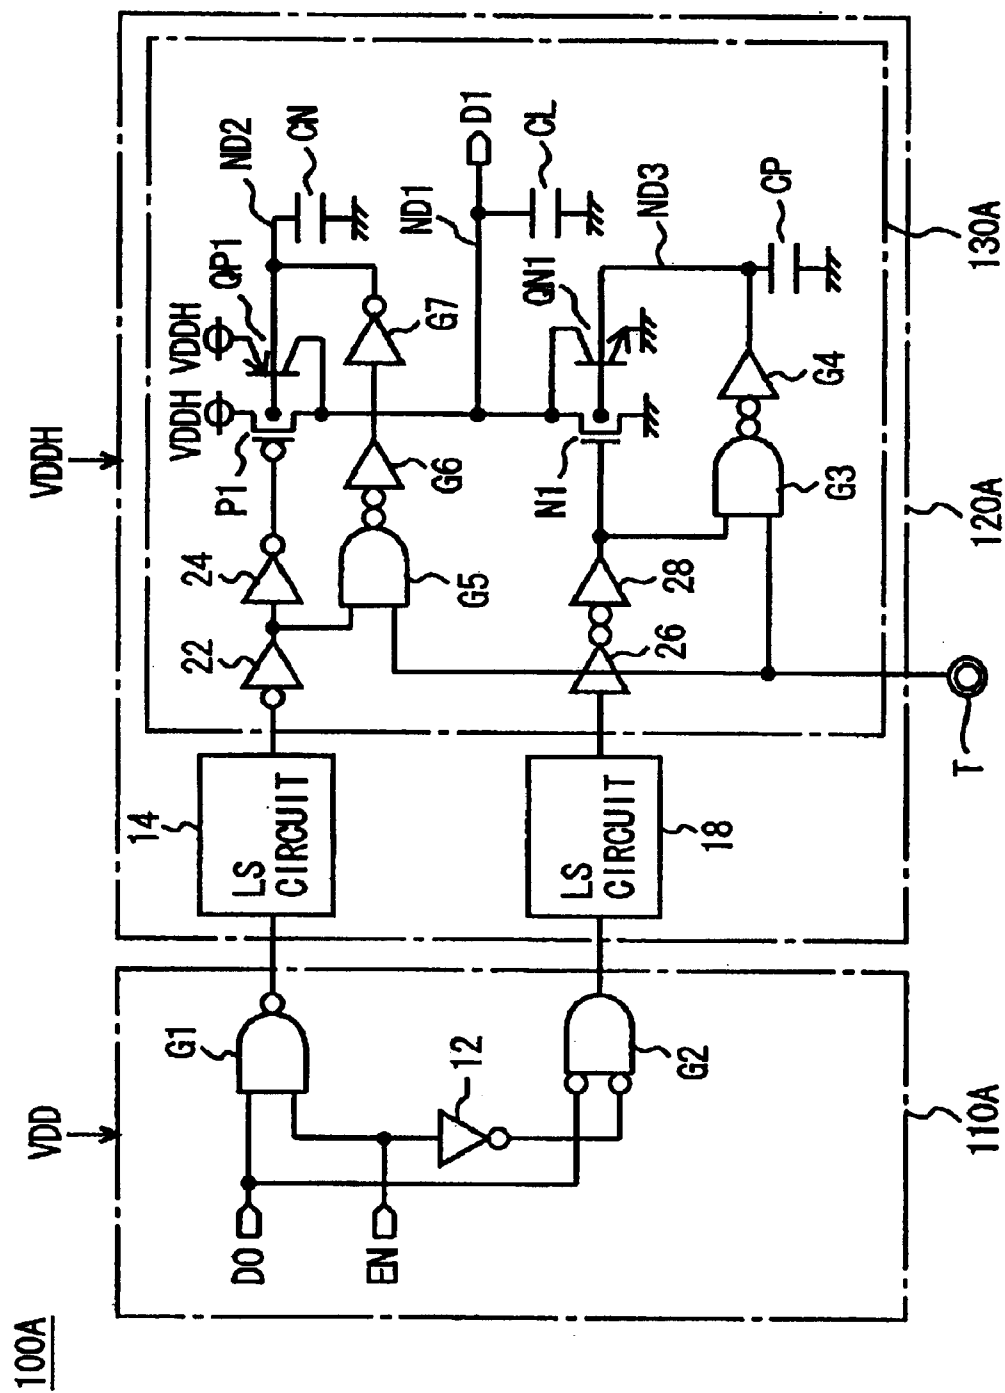 100A
VDD
VDDH
DO
EN
G1
12
G2
110A
14
LS
CIRCUIT
LS
CIRCUIT
18
T
22
24
26
28
P1
VDDH
VDDH
QP1
ND2
CN
G5
G6
G7
ND1
D1
CL
N1
QN1
ND3
CP
G3
G4
120A
130A